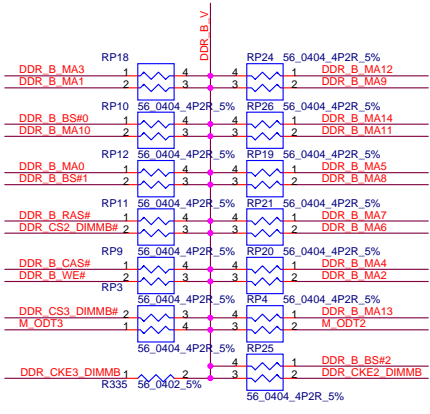 DDR_B_V
RP18 RP24 56_0404_4P2R_5%
DDR_B_MA3 1 4 4 1 DDR_B_MA12
DDR_B_MA1 2 3 3 2 DDR_B_MA9
RP10 56_0404_4P2R_5% RP26 56_0404_4P2R_5%
DDR_B_BS#0 1 4 4 1 DDR_B_MA14
DDR_B_MA10 2 3 3 2 DDR_B_MA11
RP12 56_0404_4P2R_5% RP19 56_0404_4P2R_5%
DDR_B_MA0 1 4 4 1 DDR_B_MA5
DDR_B_BS#1 2 3 3 2 DDR_B_MA8
RP11 56_0404_4P2R_5% RP21 56_0404_4P2R_5%
DDR_B_RAS# 1 4 4 1 DDR_B_MA7
DDR_CS2_DIMMB# 2 3 3 2 DDR_B_MA6
RP9 56_0404_4P2R_5% RP20 56_0404_4P2R_5%
DDR_B_CAS# 1 4 4 1 DDR_B_MA4
DDR_B_WE# 2 3 3 2 DDR_B_MA2
RP3 56_0404_4P2R_5% RP4 56_0404_4P2R_5%
DDR_CS3_DIMMB# 2 3 4 1 DDR_B_MA13
M_ODT3 1 4 3 2 M_ODT2
56_0404_4P2R_5% RP25
4 1 DDR_B_BS#2
DDR_CKE3_DIMMB 1 2 3 2 DDR_CKE2_DIMMB
R335 56_0402_5% 56_0404_4P2R_5%